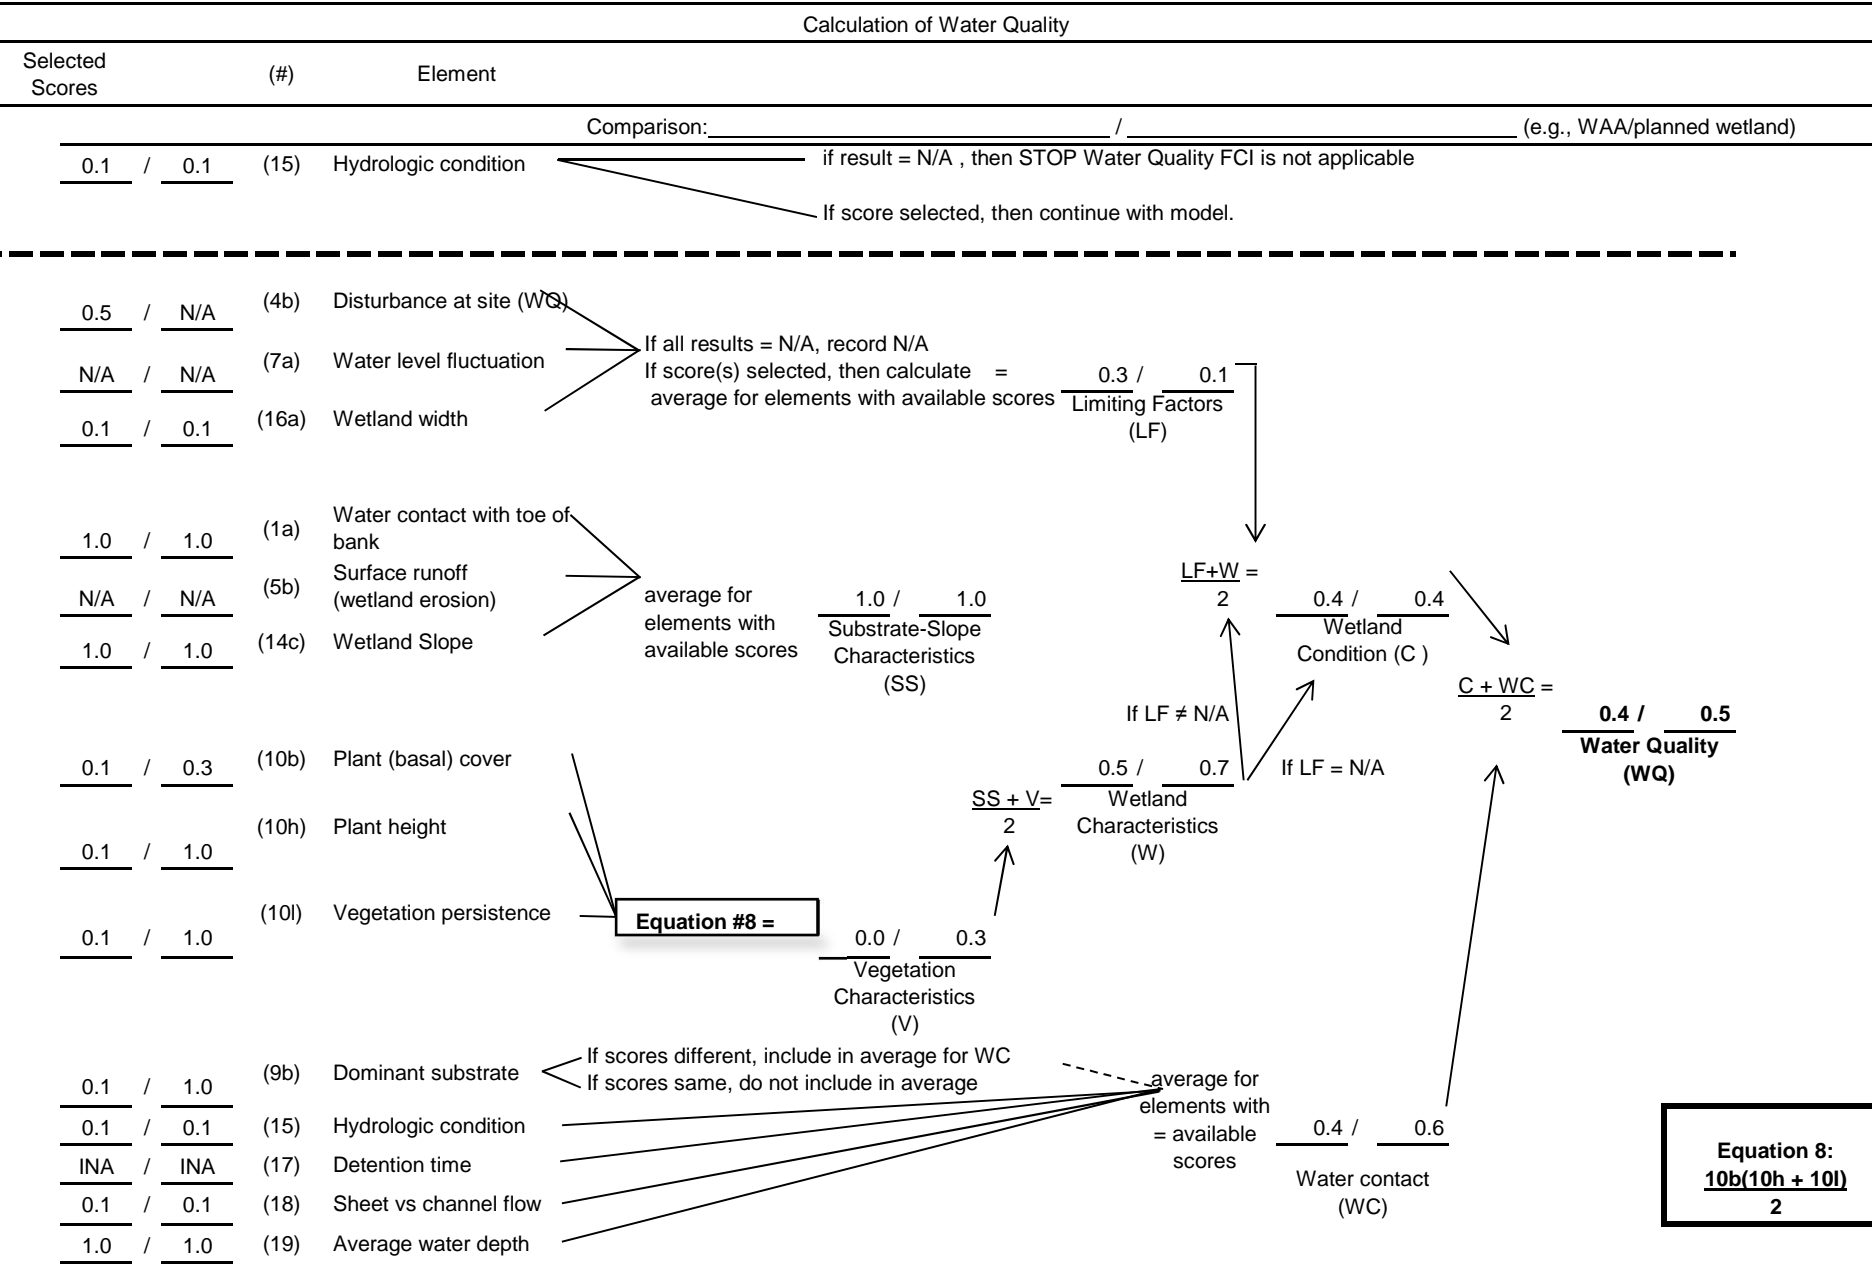 Calculation of Water Quality
Selected
Scores
(#)
Element
Comparison: / (e.g., WAA/planned wetland)
0.1 / 0.1 (15) Hydrologic condition
if result = N/A , then STOP Water Quality FCI is not applicable
If score selected, then continue with model.
0.5 / N/A (4b) Disturbance at site (WQ)
N/A / N/A (7a) Water level fluctuation
0.1 / 0.1 (16a) Wetland width
If all results = N/A, record N/A
If score(s) selected, then calculate =
average for elements with available scores
0.3 / 0.1
Limiting Factors
(LF)
1.0 / 1.0 (1a) Water contact with toe of
bank
N/A / N/A (5b) Surface runoff
(wetland erosion)
1.0 / 1.0 (14c) Wetland Slope
average for
elements with
available scores
1.0 / 1.0
Substrate-Slope
Characteristics
(SS)
LF+W =
2
0.4 / 0.4
Wetland
Condition (C )
If LF ≠ N/A
If LF = N/A
C + WC =
2
0.4 / 0.5
Water Quality
(WQ)
0.1 / 0.3 (10b) Plant (basal) cover
0.1 / 1.0 (10h) Plant height
0.1 / 1.0 (10l) Vegetation persistence
SS + V=
2
0.5 / 0.7
Wetland
Characteristics
(W)
Equation #8 =
0.0 / 0.3
Vegetation
Characteristics
(V)
0.1 / 1.0 (9b) Dominant substrate
If scores different, include in average for WC
If scores same, do not include in average
0.1 / 0.1 (15) Hydrologic condition
INA / INA (17) Detention time
0.1 / 0.1 (18) Sheet vs channel flow
1.0 / 1.0 (19) Average water depth
average for
elements with
= available
scores
0.4 / 0.6
Water contact
(WC)
Equation 8:
10b(10h + 10l)
2